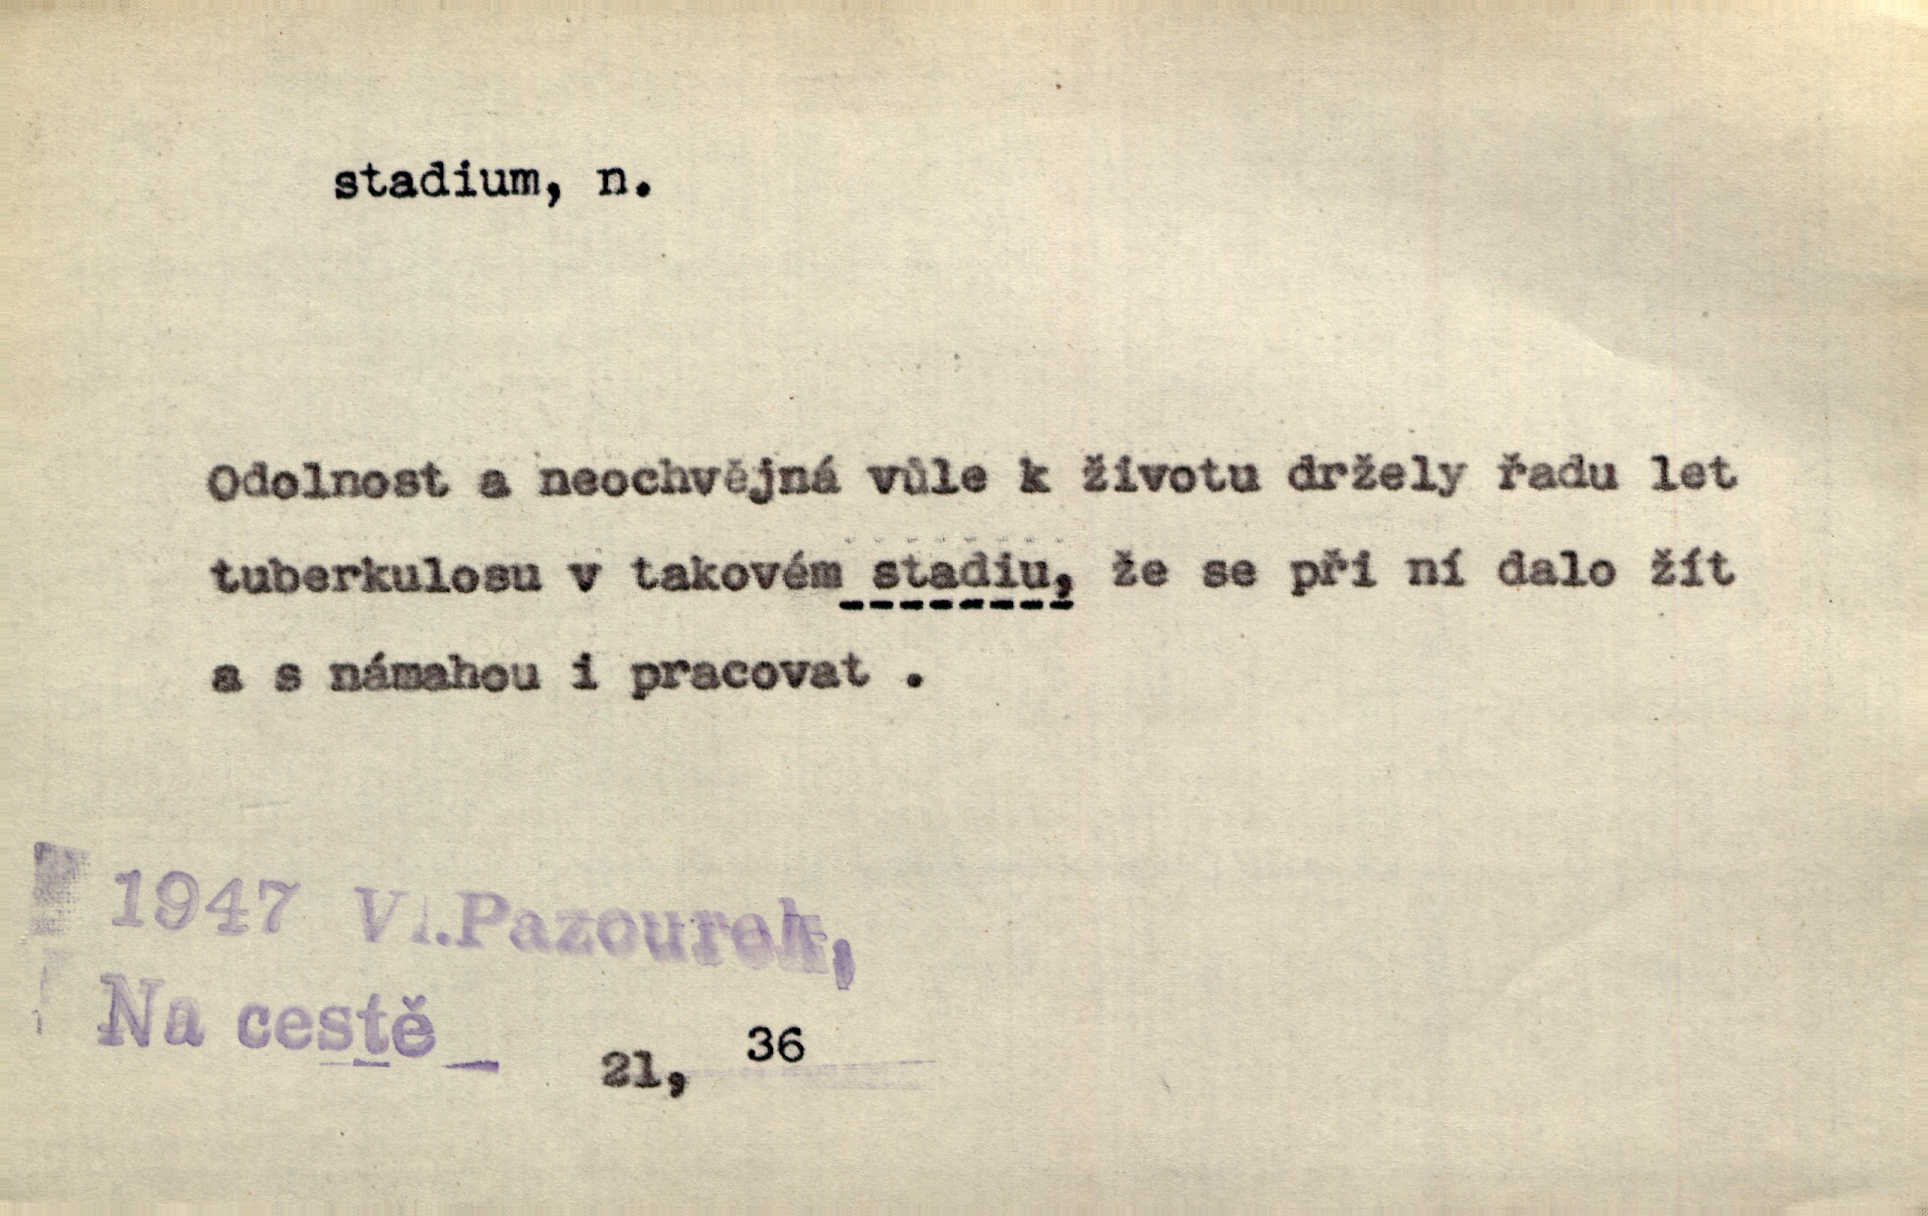 stadium, n.
Odolnost a neochvějná vůle k životu držely řadu let
tuberkulosu v takovém stadiu, že se při ní dalo žít
a s námahou i pracovat .
1947 Vl.Pazourek,
Na cestě
21, 36